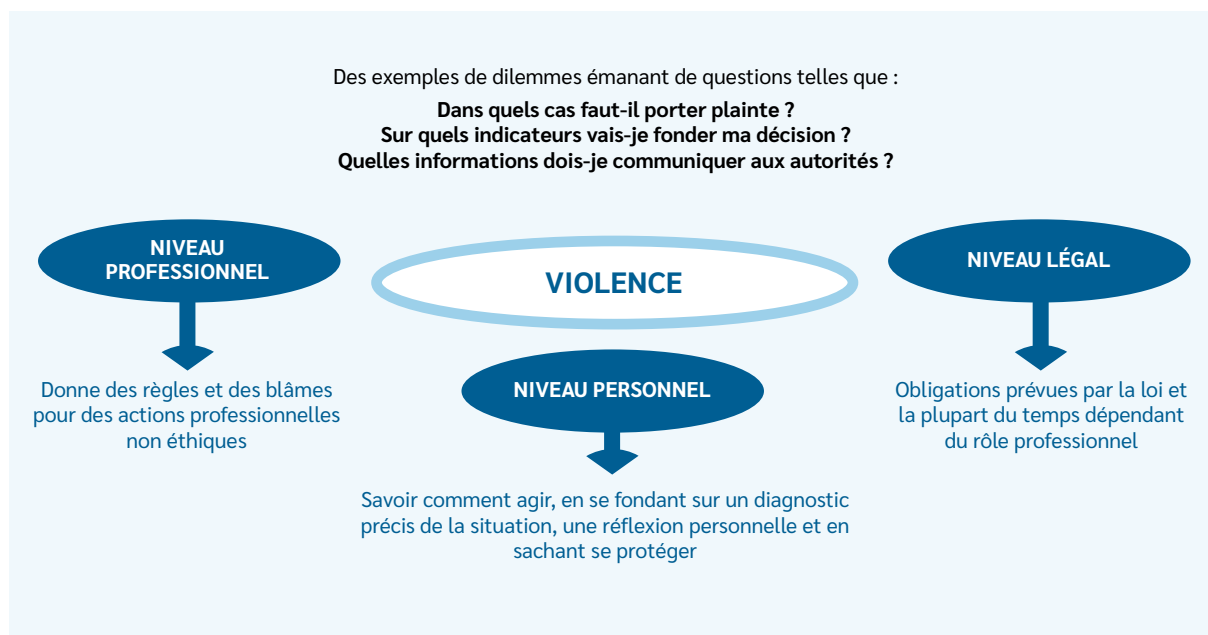 Des exemples de dilemmes émanant de questions telles que :
Dans quels cas faut-il porter plainte ?
Sur quels indicateurs vais-je fonder ma décision ?
Quelles informations dois-je communiquer aux autorités ?
NIVEAU
PROFESSIONNEL
Donne des règles et des blâmes
pour des actions professionnelles
non éthiques
VIOLENCE
NIVEAU PERSONNEL
Savoir comment agir, en se fondant sur un diagnostic
précis de la situation, une réflexion personnelle et en
sachant se protéger
NIVEAU LÉGAL
Obligations prévues par la loi et
la plupart du temps dépendant
du rôle professionnel